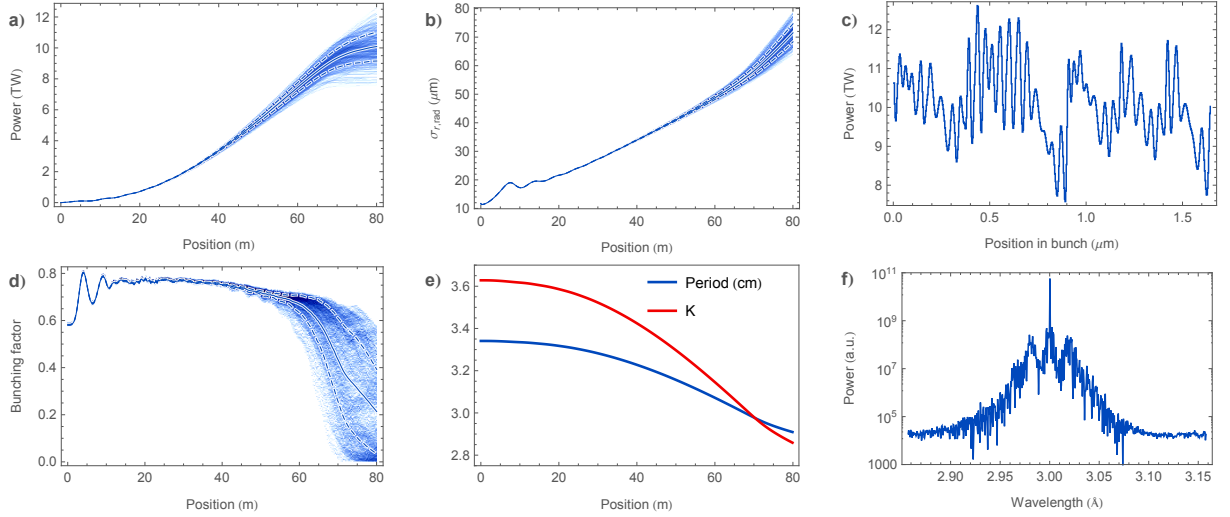 a)
Power (TW)
12
10
8
6
4
2
0
0 20 40 60 80
Position (m)
b)
σr,rad (μm)
80
70
60
50
40
30
20
10
0 20 40 60 80
Position (m)
c)
Power (TW)
12
11
10
9
8
0.0 0.5 1.0 1.5
Position in bunch (μm)
d)
Bunching factor
0.8
0.6
0.4
0.2
0.0
0 20 40 60 80
Position (m)
e)
Period (cm)
K
3.6
3.4
3.2
3.0
2.8
0 20 40 60 80
Position (m)
f)
Power (a.u.)
10^11
10^9
10^7
10^5
1000
2.90 2.95 3.00 3.05 3.10 3.15
Wavelength (Å)